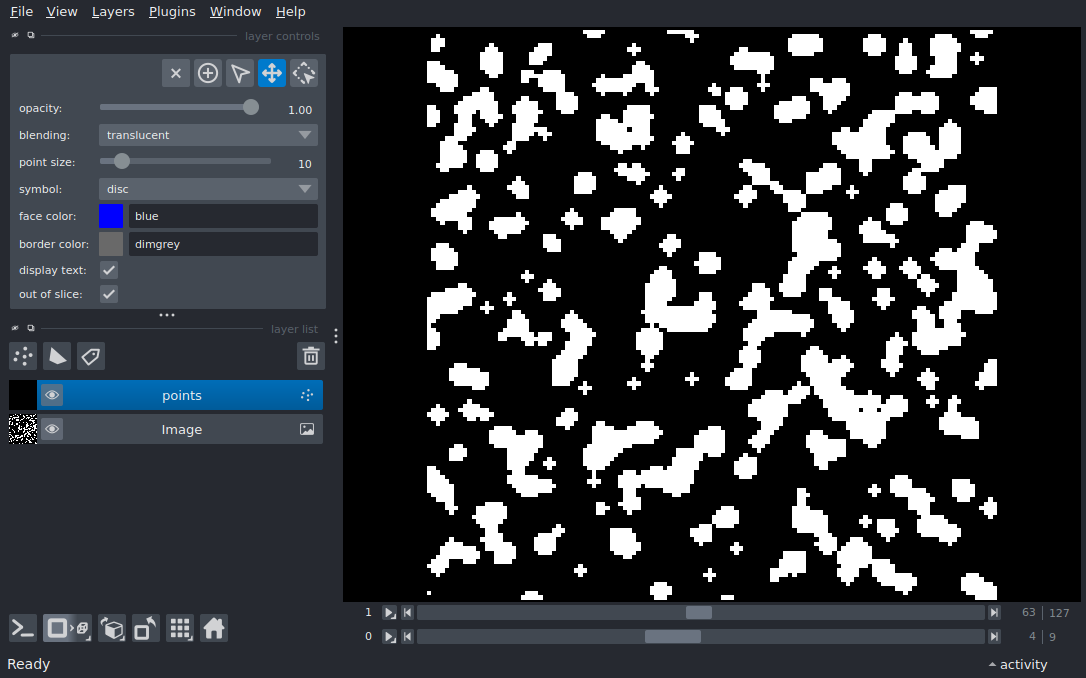 File View Layers Plugins Window Help
layer controls
opacity: 1.00
blending: translucent
point size: 10
symbol: disc
face color: blue
border color: dimgrey
display text:
out of slice:
layer list
points
Image
1 63 127
0 4 9
Ready activity